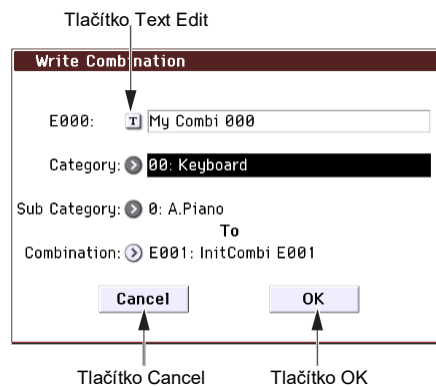 Tlačítko Text Edit
Write Combination
E000: T My Combi 000
Category: 00: Keyboard
Sub Category: 0: A.Piano
To
Combination: E001: InitCombi E001
Cancel OK
Tlačítko Cancel Tlačítko OK